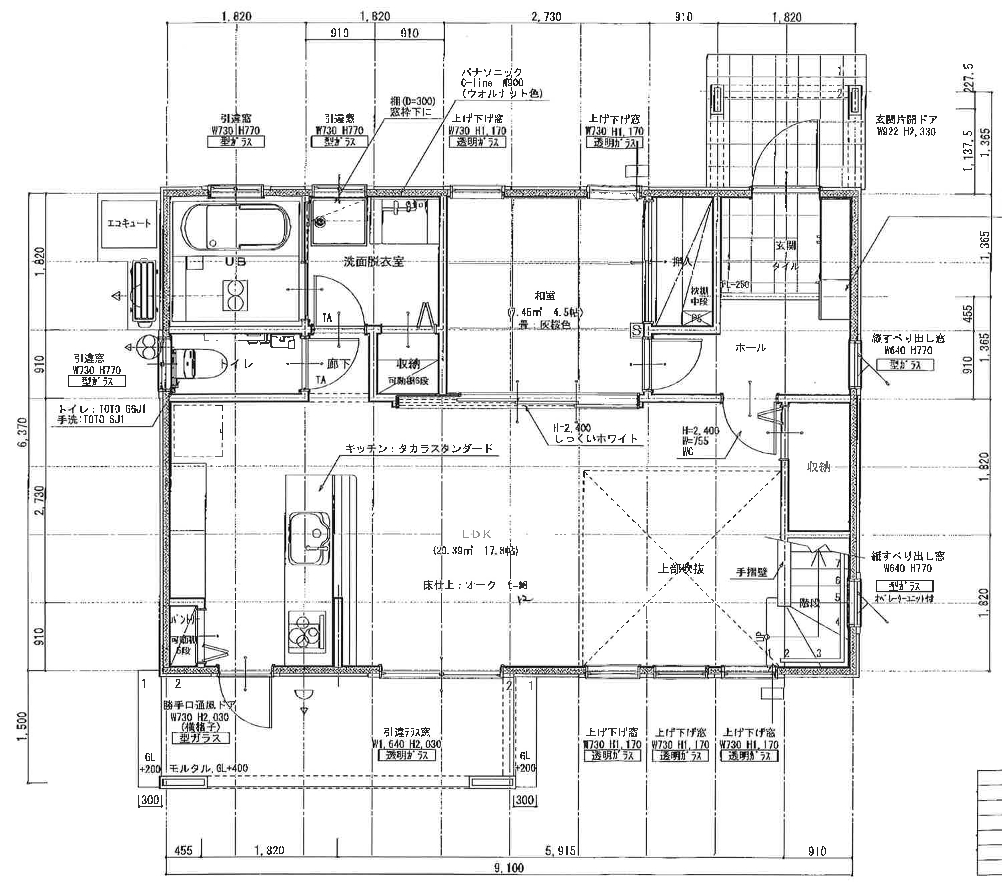 1,820
1,820
2,730
910
1,820
910
910
227.5
1,137.5
1,365
1,365
455
910
1,820
1,820
パナソニック
C-line W900
(ウォルナット色)
棚(D=300)
窓枠下に
引違窓
W730 H770
型ガラス
引違窓
W730 H770
型ガラス
上げ下げ窓
W730 H1,170
透明ガラス
上げ下げ窓
W730 H1,170
透明ガラス
玄関片開ドア
W922 H2,330
1
2
エコキュート
UB
洗面脱衣室
和室
(7.45㎡ 4.5帖)
畳:灰桜色
押入
枕棚
中段
PS
玄関
タイル
FL-250
S
ホール
縦すべり出し窓
W640 H770
型ガラス
TA
引違窓
W730 H770
型ガラス
トイレ
廊下
TA
収納
可動棚5段
トイレ:TOTO GGJ1
手洗:TOTO SJ1
H=2,400
しっくいホワイト
H=2,400
W=755
WC
キッチン:タカラスタンダード
収納
LDK
床仕上:オーク
12
上部吹抜
手摺壁
縦すべり出し窓
W640 H770
型ガラス
オペレーターユニット付
階段
UP
1
2
3
4
5
6
7
パントリー
可動棚
5段
1,820
910
2,730
910
6,370
1,500
1
2
2
1
勝手口通風ドア
W730 H2,030
(横格子)
型ガラス
引違テラス窓
W1,640 H2,030
透明ガラス
上げ下げ窓
W730 H1,170
透明ガラス
上げ下げ窓
W730 H1,170
透明ガラス
上げ下げ窓
W730 H1,170
透明ガラス
GL
+200
モルタル,GL+400
GL
+200
300
300
455
1,820
5,915
910
9,100